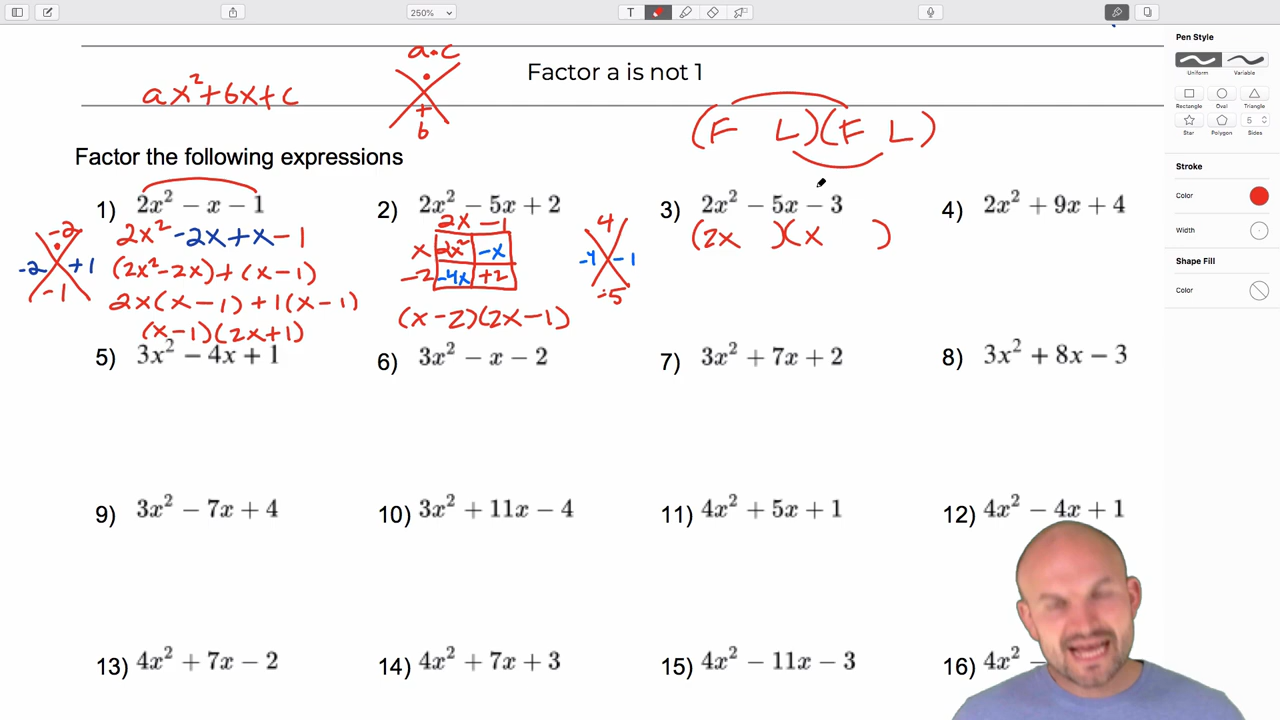 250%
T
Pen Style
Uniform
Variable
Rectangle
Oval
Triangle
Star
Polygon
5
Sides
Stroke
Color
Width
Shape Fill
Color
Factor a is not 1
ax²+bx+c
a·c
+
b
(F L)(F L)
Factor the following expressions
1) 2x² − x − 1
-2
-2 +1
-1
2x² -2x+x-1
(2x²-2x)+(x-1)
2x(x-1)+1(x-1)
(x-1)(2x+1)
2) 2x² − 5x + 2
2x -1
x 2x² -x
-2 -4x +2
4
-4 -1
-5
(x-2)(2x-1)
3) 2x² − 5x − 3
(2x )(x )
4) 2x² + 9x + 4
5) 3x² − 4x + 1
6) 3x² − x − 2
7) 3x² + 7x + 2
8) 3x² + 8x − 3
9) 3x² − 7x + 4
10) 3x² + 11x − 4
11) 4x² + 5x + 1
12) 4x² − 4x + 1
13) 4x² + 7x − 2
14) 4x² + 7x + 3
15) 4x² − 11x − 3
16) 4x² −